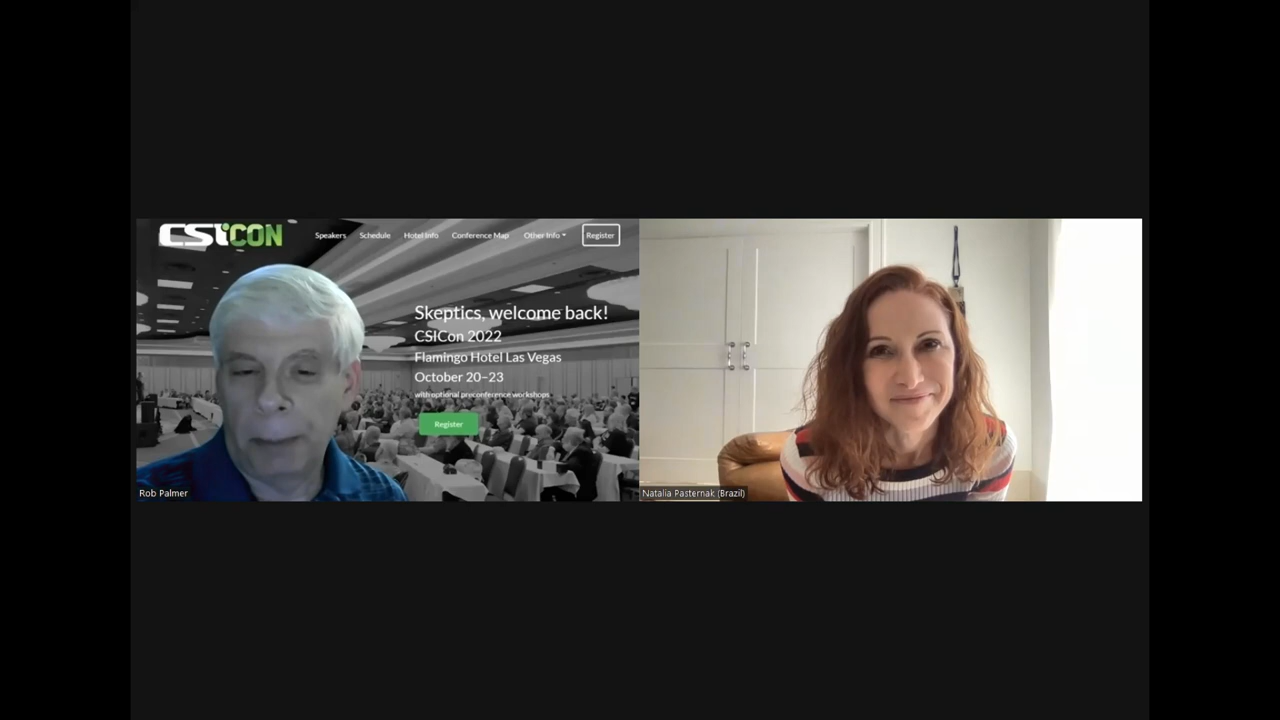 CSICON
Speakers Schedule Hotel Info Conference Map Other Info Register
Skeptics, welcome back!
CSICon 2022
Flamingo Hotel Las Vegas
October 20–23
with optional preconference workshops
Register
Rob Palmer
Natalia Pasternak (Brazil)